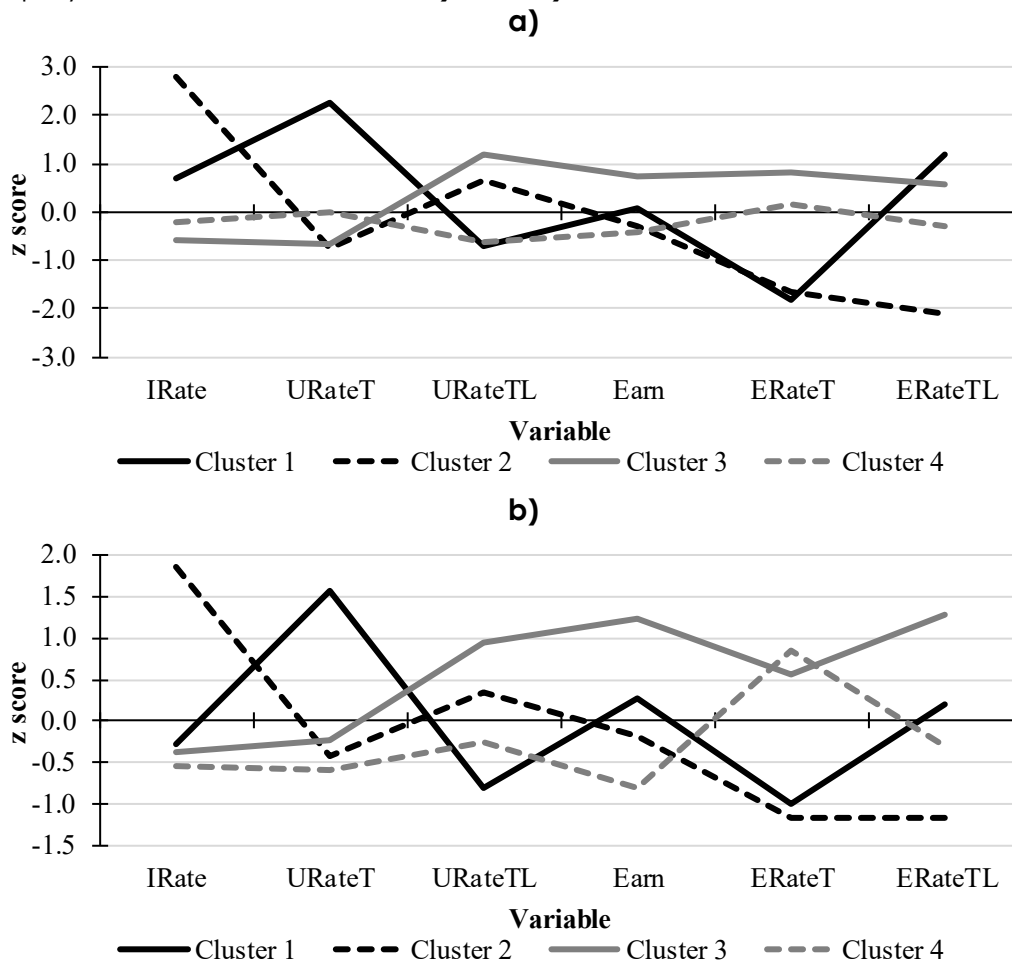 a)
3.0
2.0
1.0
0.0
-1.0
-2.0
-3.0
z score
IRate URateT URateTL Earn ERateT ERateTL
Variable
Cluster 1 Cluster 2 Cluster 3 Cluster 4
b)
2.0
1.5
1.0
0.5
0.0
-0.5
-1.0
-1.5
z score
IRate URateT URateTL Earn ERateT ERateTL
Variable
Cluster 1 Cluster 2 Cluster 3 Cluster 4